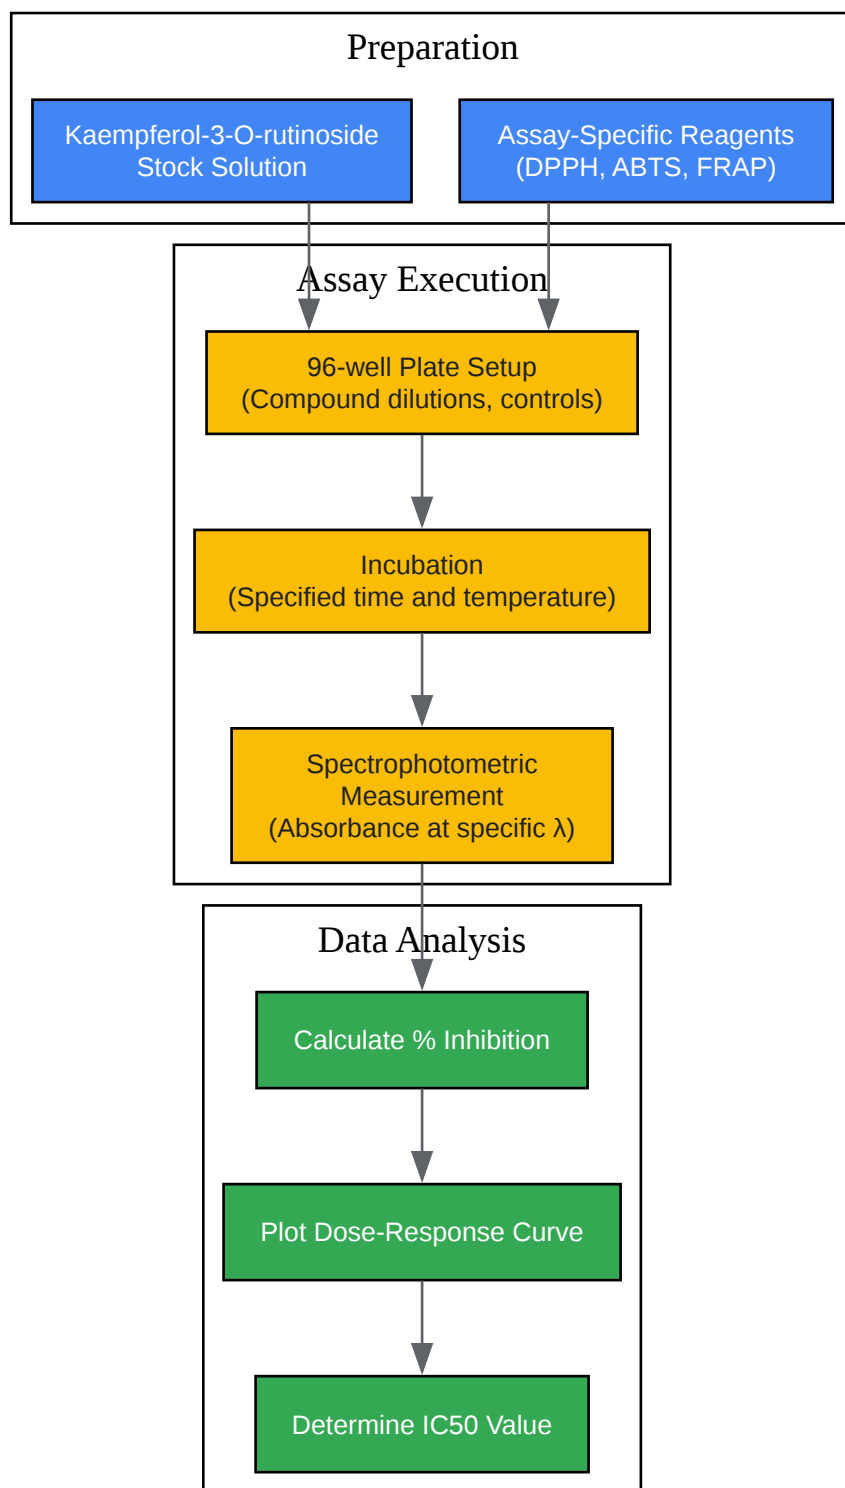 Preparation
Kaempferol-3-O-rutinoside
Stock Solution
Assay-Specific Reagents
(DPPH, ABTS, FRAP)
Assay Execution
96-well Plate Setup
(Compound dilutions, controls)
Incubation
(Specified time and temperature)
Spectrophotometric
Measurement
(Absorbance at specific λ)
Data Analysis
Calculate % Inhibition
Plot Dose-Response Curve
Determine IC50 Value